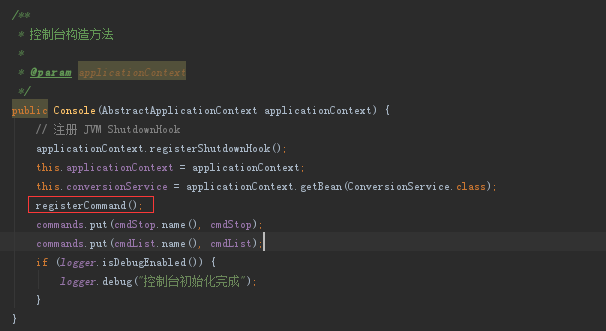 /**
* 控制台构造方法
*
* @param applicationContext
*/
public Console(AbstractApplicationContext applicationContext) {
// 注册 JVM ShutdownHook
applicationContext.registerShutdownHook();
this.applicationContext = applicationContext;
this.conversionService = applicationContext.getBean(ConversionService.class);
registerCommand();
commands.put(cmdStop.name(), cmdStop);
commands.put(cmdList.name(), cmdList);
if (logger.isDebugEnabled()) {
logger.debug("控制台初始化完成");
}
}